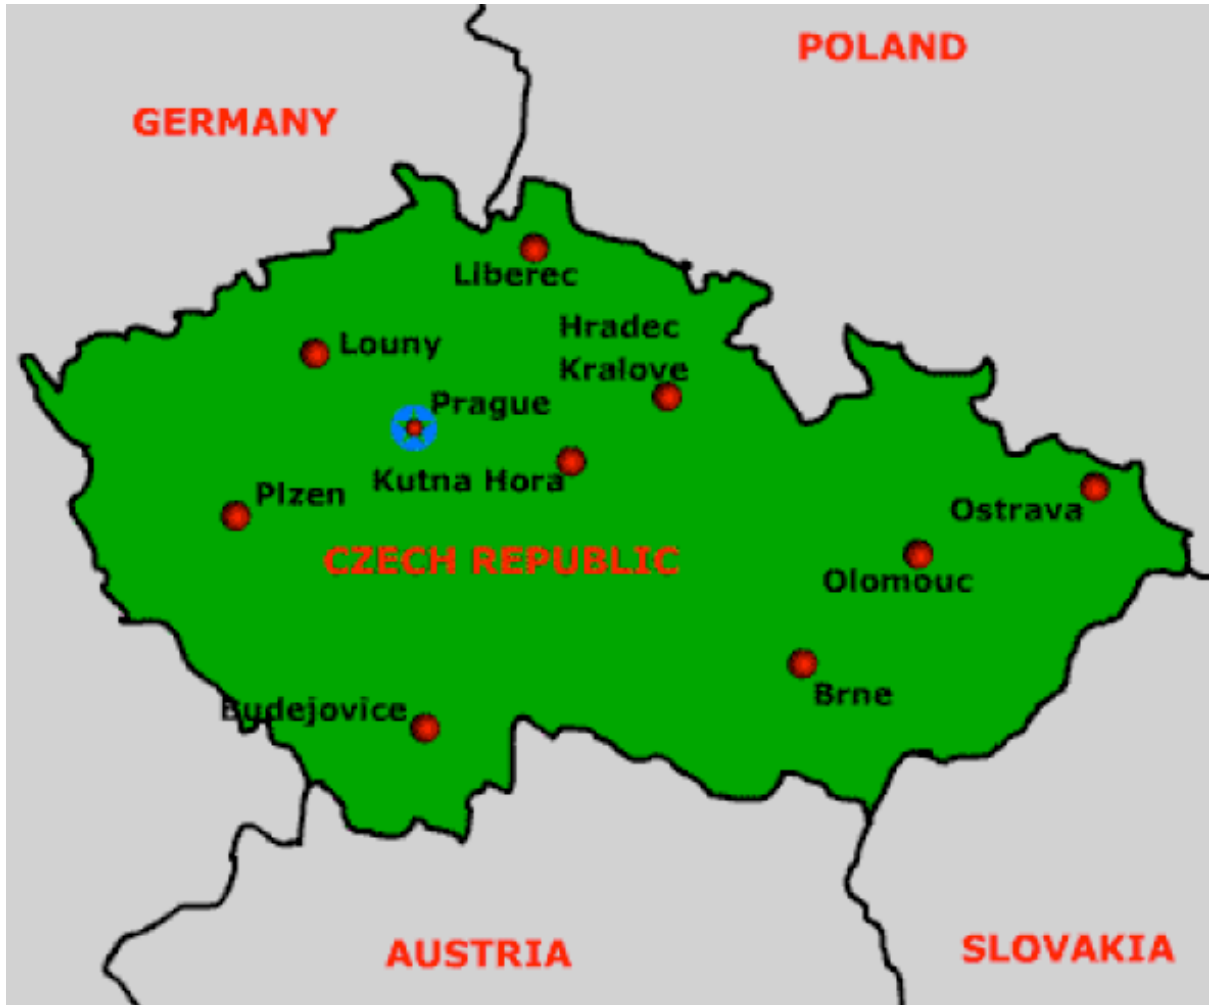 POLAND
GERMANY
Liberec
Hradec
Kralove
Louny
Prague
Kutna Hora
Plzen
Ostrava
CZECH REPUBLIC
Olomouc
Brne
Budejovice
AUSTRIA
SLOVAKIA